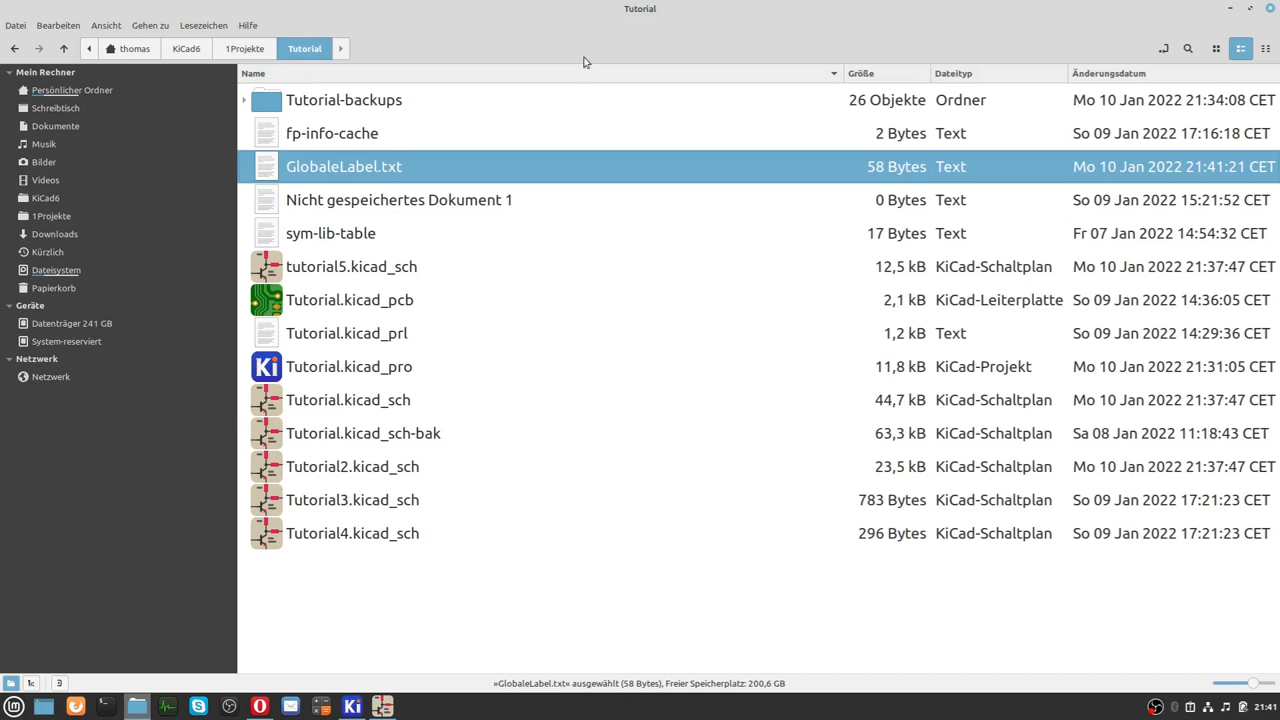 Tutorial
Datei Bearbeiten Ansicht Gehen zu Lesezeichen Hilfe
thomas KiCad6 1Projekte Tutorial
Mein Rechner
Persönlicher Ordner
Schreibtisch
Dokumente
Musik
Bilder
Videos
KiCad6
1Projekte
Downloads
Kürzlich
Dateisystem
Papierkorb
Geräte
Datenträger 241 GB
System-reserviert
Netzwerk
Netzwerk
Name Größe Dateityp Änderungsdatum
Tutorial-backups 26 Objekte Ordner Mo 10 Jan 2022 21:34:08 CET
fp-info-cache 2 Bytes Text So 09 Jan 2022 17:16:18 CET
GlobaleLabel.txt 58 Bytes Text Mo 10 Jan 2022 21:41:21 CET
Nicht gespeichertes Dokument 1 0 Bytes Text So 09 Jan 2022 15:21:52 CET
sym-lib-table 17 Bytes Text Fr 07 Jan 2022 14:54:32 CET
tutorial5.kicad_sch 12,5 kB KiCad-Schaltplan Mo 10 Jan 2022 21:37:47 CET
Tutorial.kicad_pcb 2,1 kB KiCad-Leiterplatte So 09 Jan 2022 14:36:05 CET
Tutorial.kicad_prl 1,2 kB Text So 09 Jan 2022 14:29:36 CET
Ki Tutorial.kicad_pro 11,8 kB KiCad-Projekt Mo 10 Jan 2022 21:31:05 CET
Tutorial.kicad_sch 44,7 kB KiCad-Schaltplan Mo 10 Jan 2022 21:37:47 CET
Tutorial.kicad_sch-bak 63,3 kB KiCad-Schaltplan Sa 08 Jan 2022 11:18:43 CET
Tutorial2.kicad_sch 23,5 kB KiCad-Schaltplan Mo 10 Jan 2022 21:37:47 CET
Tutorial3.kicad_sch 783 Bytes KiCad-Schaltplan So 09 Jan 2022 17:21:23 CET
Tutorial4.kicad_sch 296 Bytes KiCad-Schaltplan So 09 Jan 2022 17:21:23 CET
»GlobaleLabel.txt« ausgewählt (58 Bytes), Freier Speicherplatz: 200,6 GB
Ki
21:41